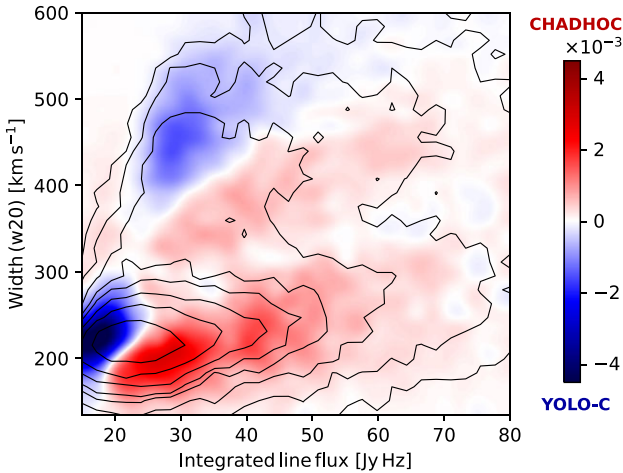 CHADHOC
×10⁻³
600
500
400
300
200
Width (w20) [km s⁻¹]
20 30 40 50 60 70 80
Integrated line flux [Jy Hz]
4
2
0
−2
−4
YOLO-C